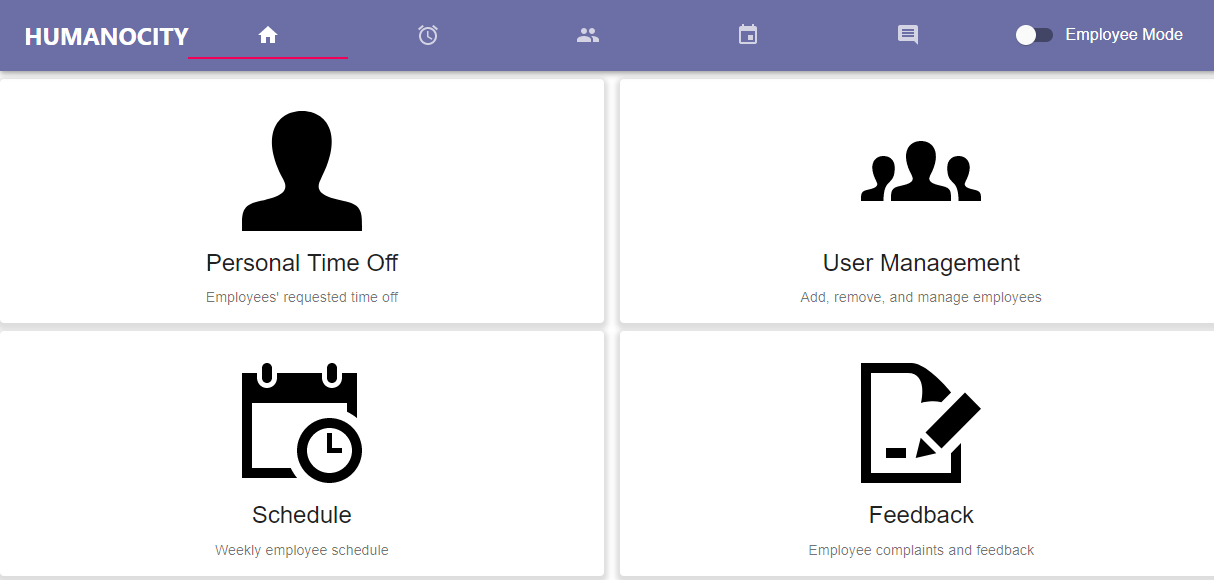 HUMANOCITY
Employee Mode
Personal Time Off
Employees' requested time off
User Management
Add, remove, and manage employees
Schedule
Weekly employee schedule
Feedback
Employee complaints and feedback